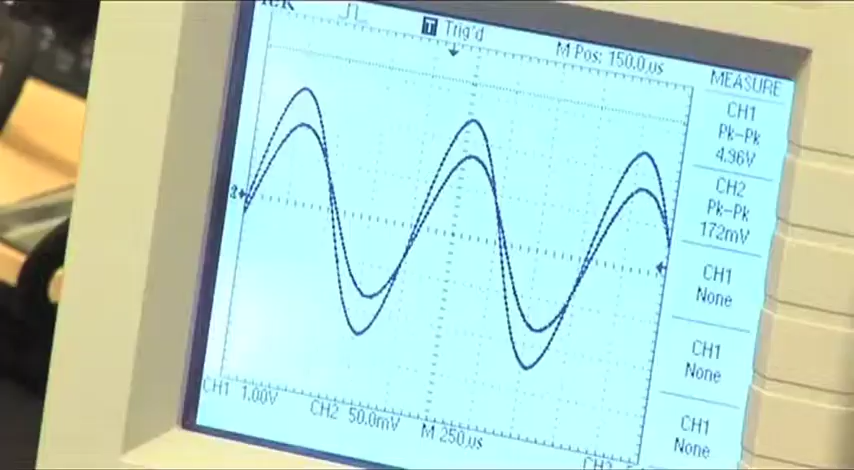 Trig'd
M Pos: 150.0us
MEASURE
CH1
Pk-Pk
4.96V
CH2
Pk-Pk
172mV
CH1
None
CH1
None
CH1
None
CH1 1.00V
CH2 50.0mV
M 250us